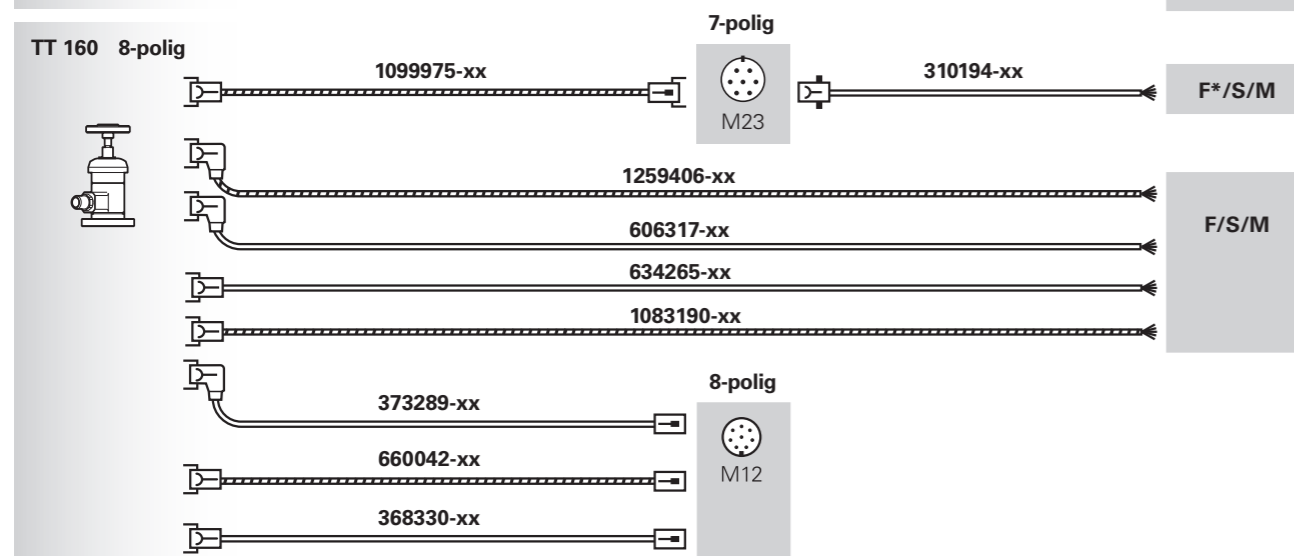 7-polig
TT 160 8-polig
1099975-xx
310194-xx
F*/S/M
M23
1259406-xx
606317-xx
F/S/M
634265-xx
1083190-xx
8-polig
373289-xx
660042-xx
M12
368330-xx